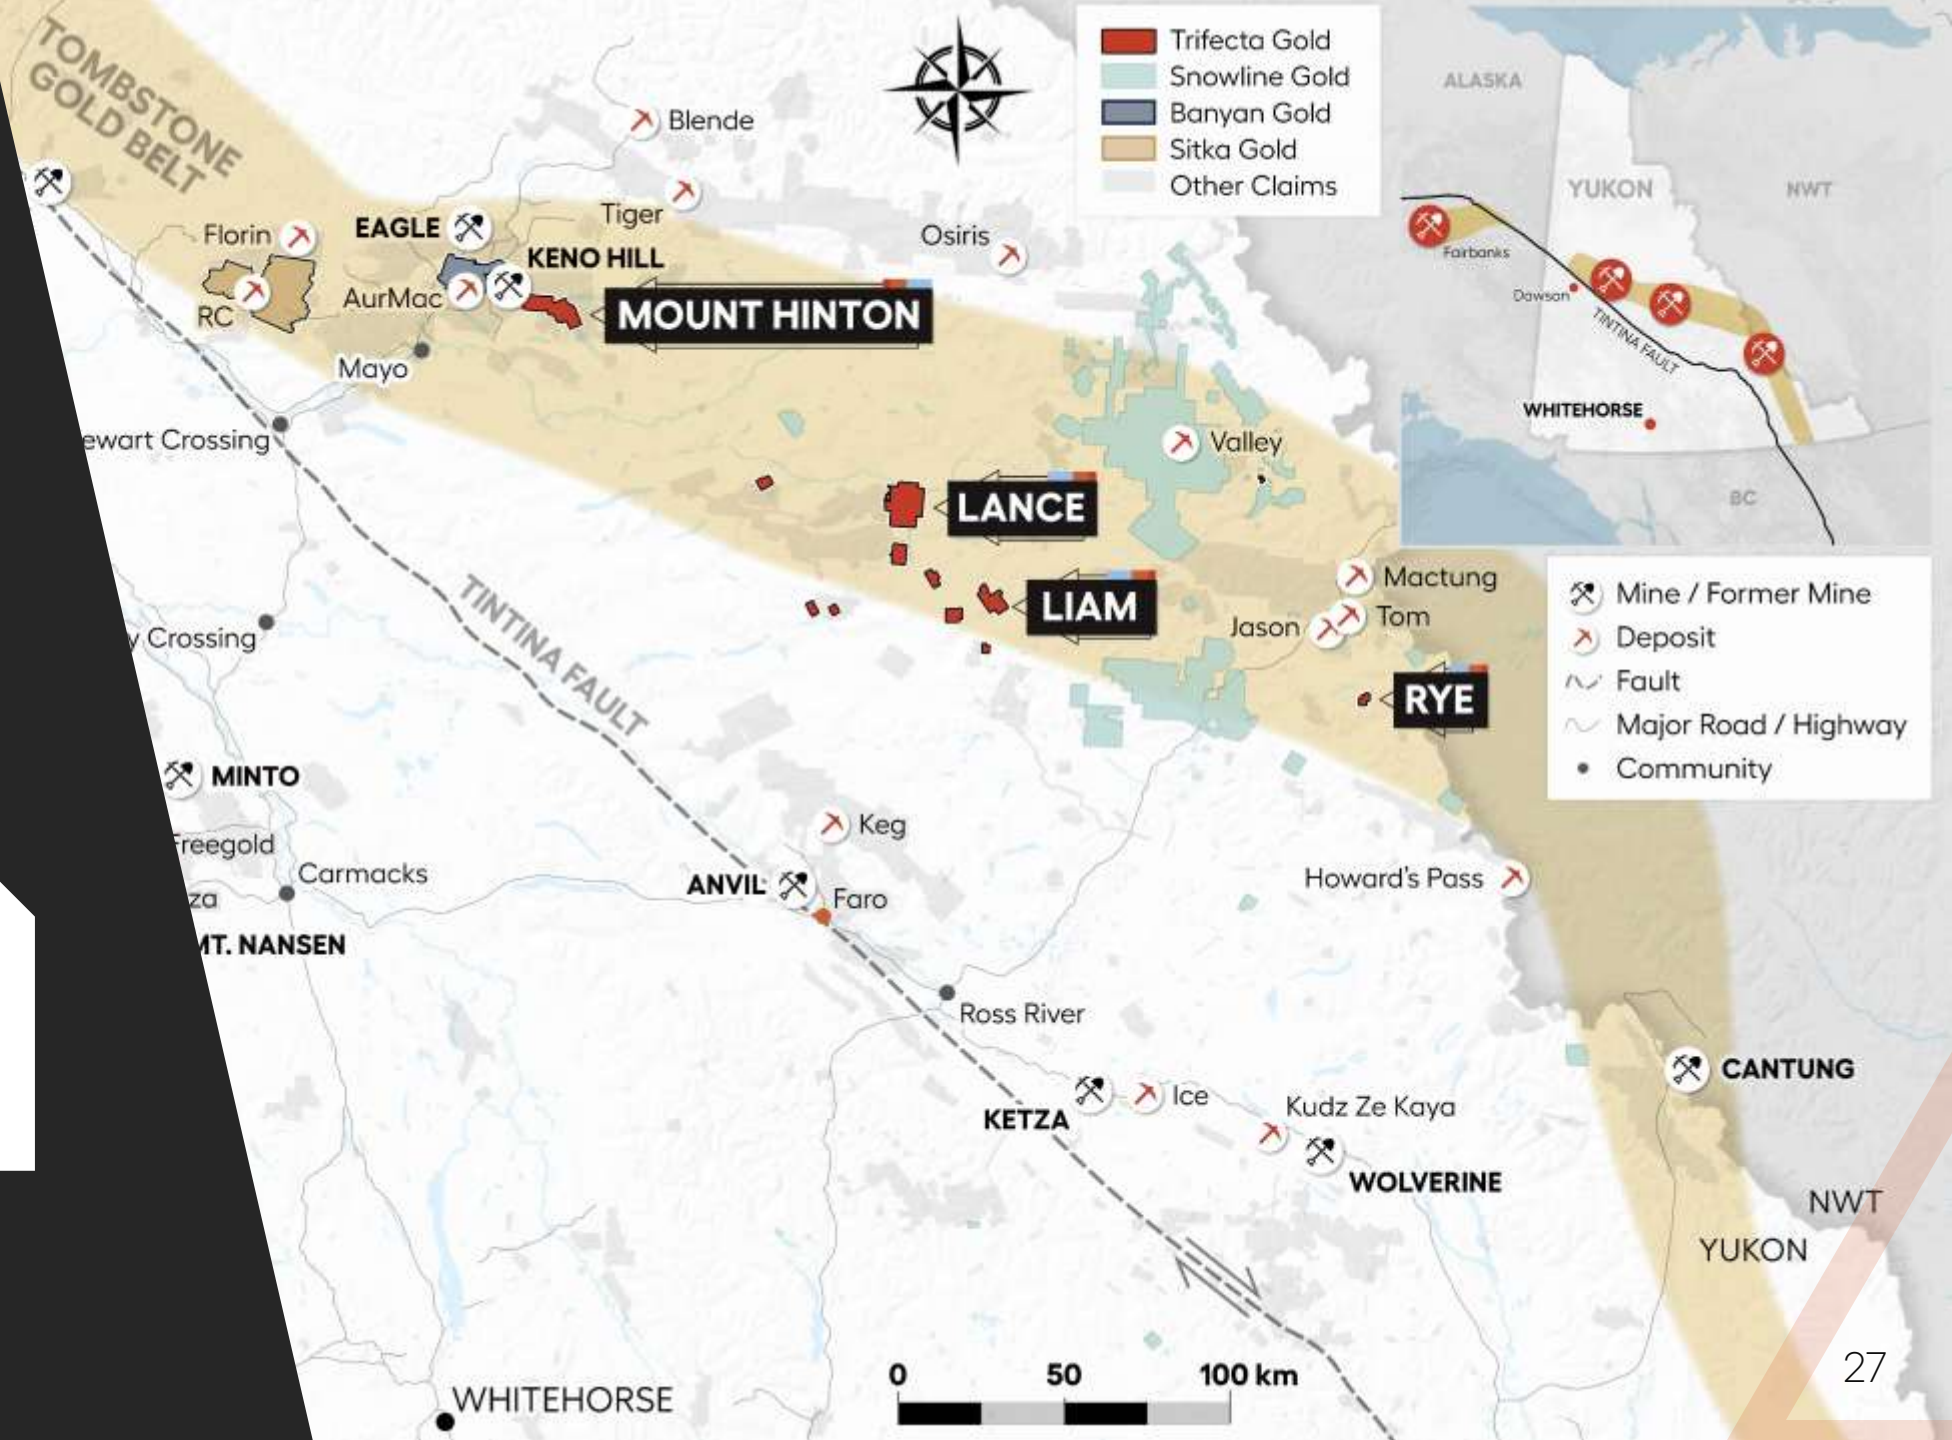 TOMBSTONE
GOLD BELT
Trifecta Gold
Snowline Gold
Banyan Gold
Sitka Gold
Other Claims
ALASKA
YUKON
NWT
Fairbanks
Dawson
TINTINA FAULT
WHITEHORSE
BC
Blende
Tiger
Osiris
Florin
EAGLE
KENO HILL
RC
AurMac
MOUNT HINTON
Mayo
ewart Crossing
Valley
LANCE
LIAM
Mactung
Tom
Jason
RYE
Mine / Former Mine
Deposit
Fault
Major Road / Highway
Community
y Crossing
TINTINA FAULT
MINTO
Freegold
Carmacks
za
MT. NANSEN
Keg
ANVIL
Faro
Howard's Pass
Ross River
CANTUNG
KETZA
Ice
Kudz Ze Kaya
WOLVERINE
NWT
YUKON
WHITEHORSE
0 50 100 km
27